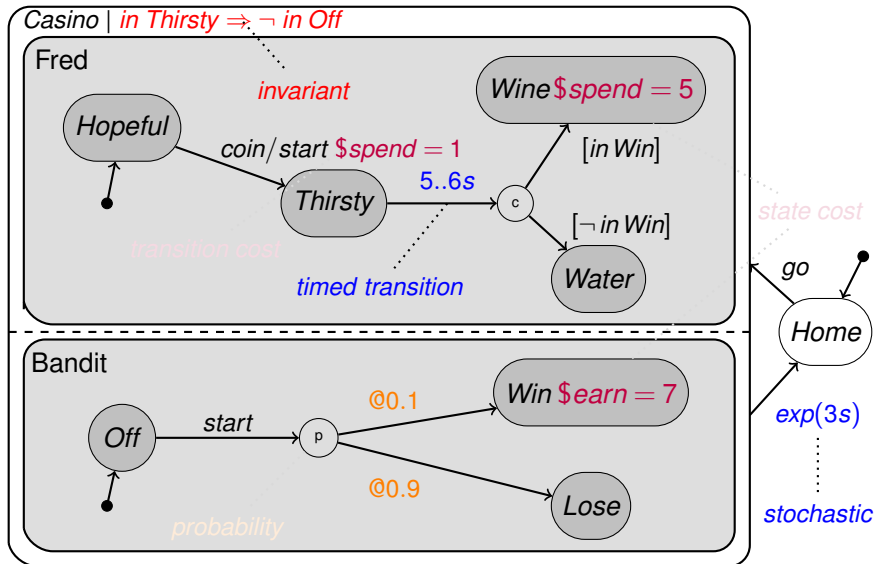 Casino | in Thirsty ⇒ ¬ in Off
Fred
invariant
Wine $spend = 5
Hopeful
coin/start $spend = 1
[in Win]
5..6s
Thirsty
c
state cost
[¬ in Win]
transition cost
go
timed transition
Water
Home
Bandit
Win $earn = 7
@0.1
start
exp(3s)
Off
p
@0.9
Lose
stochastic
probability